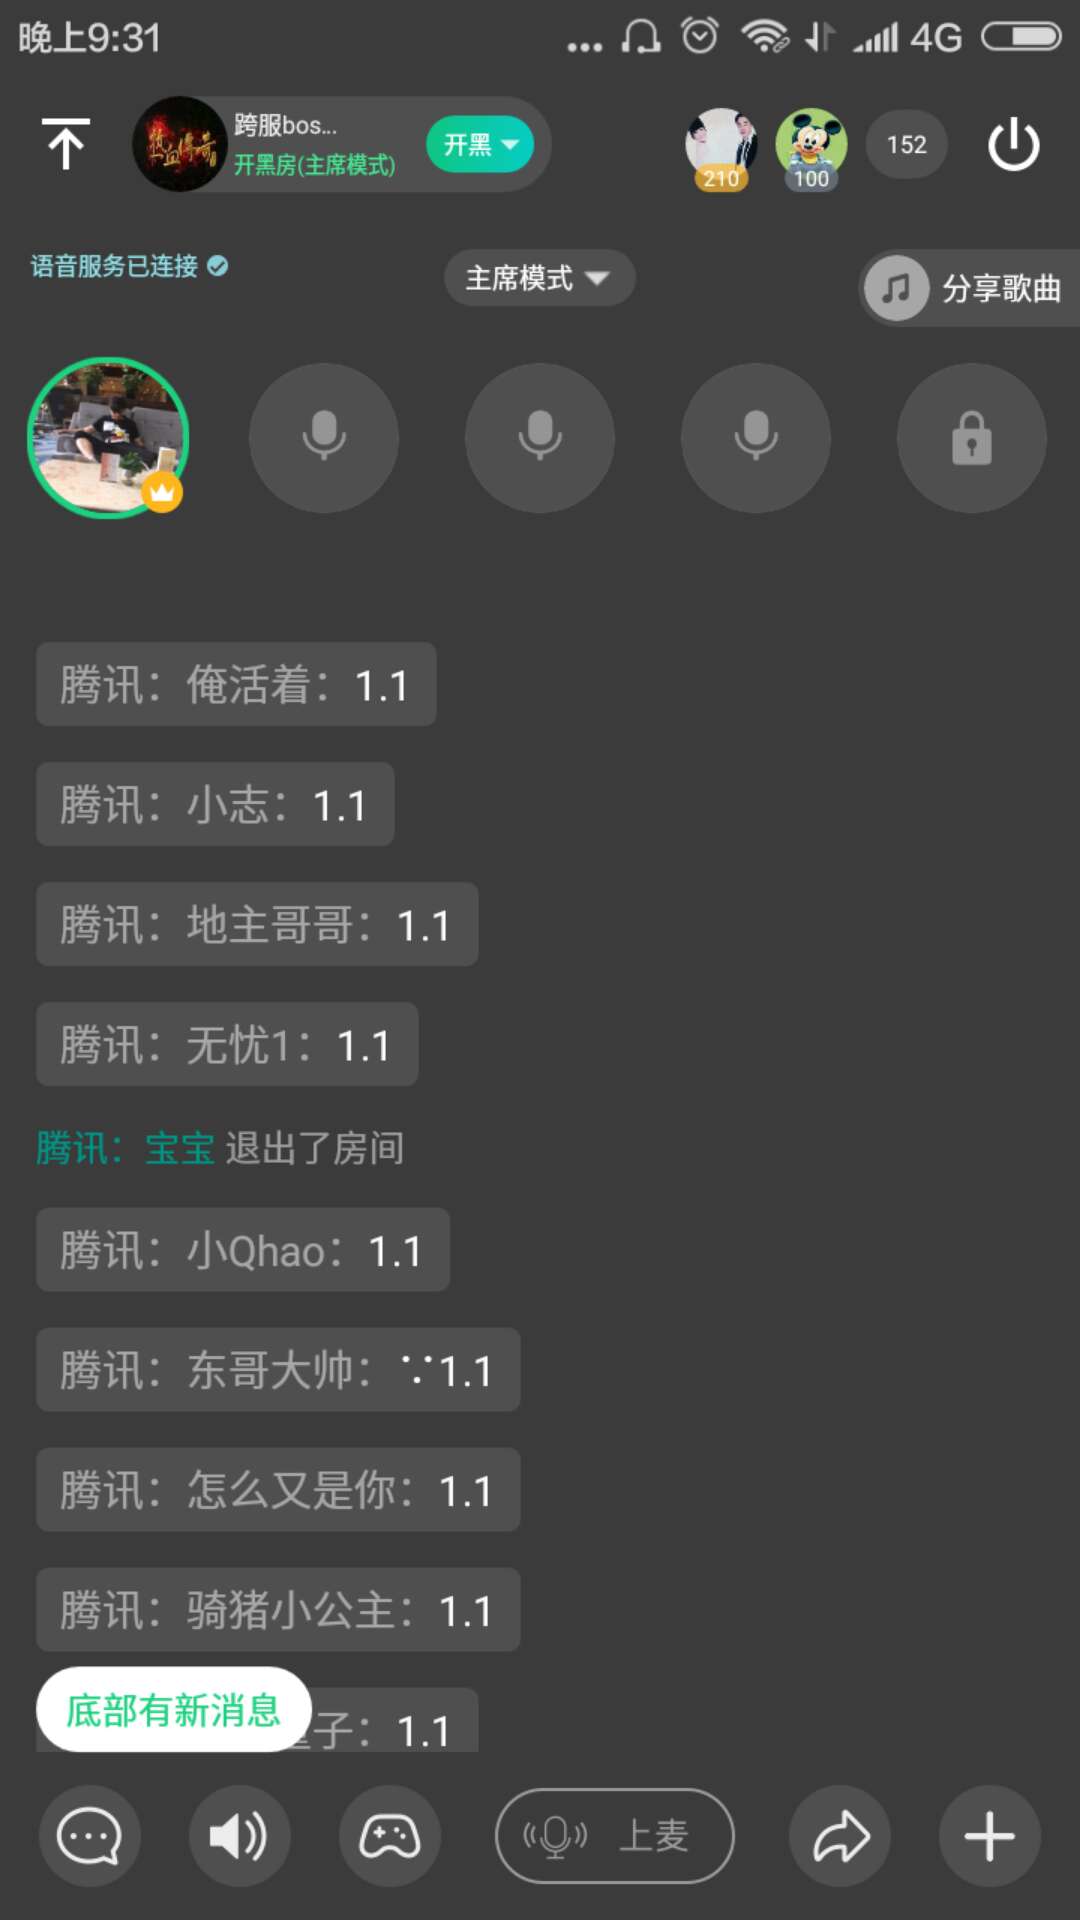 晚上9:31
4G
热血传奇
跨服bos...
开黑房(主席模式)
开黑
210
100
152
语音服务已连接
主席模式
分享歌曲
腾讯：俺活着：1.1
腾讯：小志：1.1
腾讯：地主哥哥：1.1
腾讯：无忧1：1.1
腾讯：宝宝 退出了房间
腾讯：小Qhao：1.1
腾讯：东哥大帅：∵1.1
腾讯：怎么又是你：1.1
腾讯：骑猪小公主：1.1
子：1.1
底部有新消息
上麦